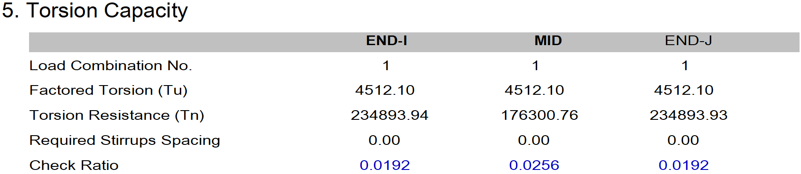 5. Torsion Capacity
END-I MID END-J
Load Combination No. 1 1 1
Factored Torsion (Tu) 4512.10 4512.10 4512.10
Torsion Resistance (Tn) 234893.94 176300.76 234893.93
Required Stirrups Spacing 0.00 0.00 0.00
Check Ratio 0.0192 0.0256 0.0192